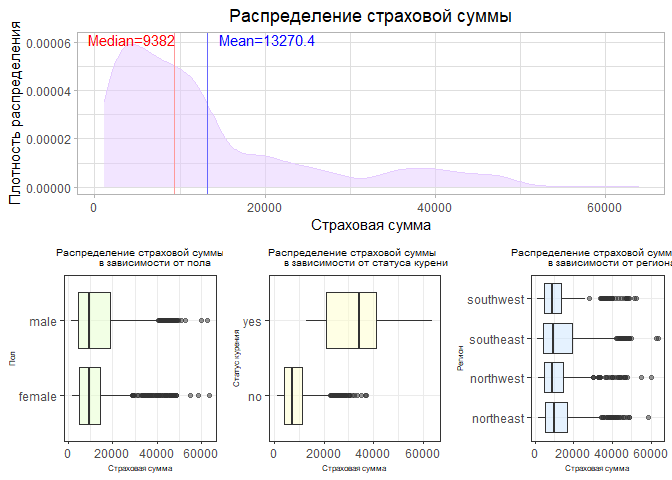 Распределение страховой суммы
Median=9382
Mean=13270.4
Плотность распределения
0.00006
0.00004
0.00002
0.00000
0
20000
40000
60000
Страховая сумма
Распределение страховой суммы
в зависимости от пола
Пол
male
female
0
20000
40000
60000
Страховая сумма
Распределение страховой суммы
в зависимости от статуса курени
Статус курения
yes
no
0
20000
40000
60000
Страховая сумма
Распределение страховой суммы
в зависимости от региона
Регион
southwest
southeast
northwest
northeast
0
20000
40000
60000
Страховая сумма